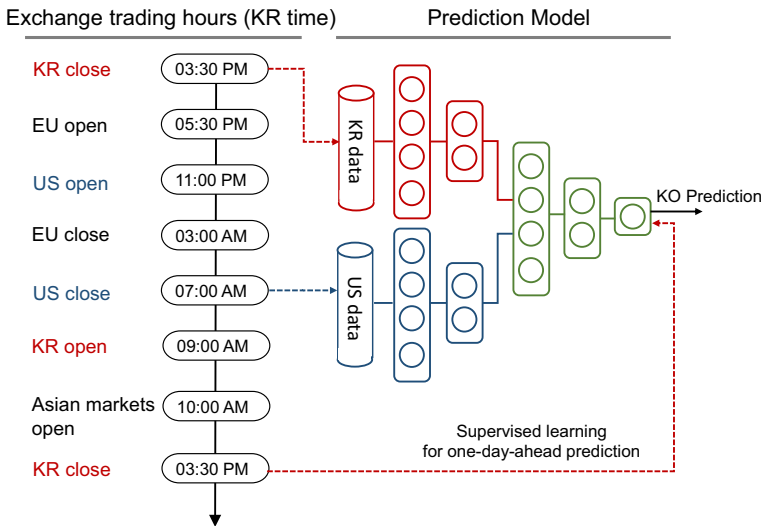 Exchange trading hours (KR time)
Prediction Model
KR close
03:30 PM
EU open
05:30 PM
US open
11:00 PM
EU close
03:00 AM
US close
07:00 AM
KR open
09:00 AM
Asian markets
open
10:00 AM
KR close
03:30 PM
KR data
US data
KO Prediction
Supervised learning
for one-day-ahead prediction